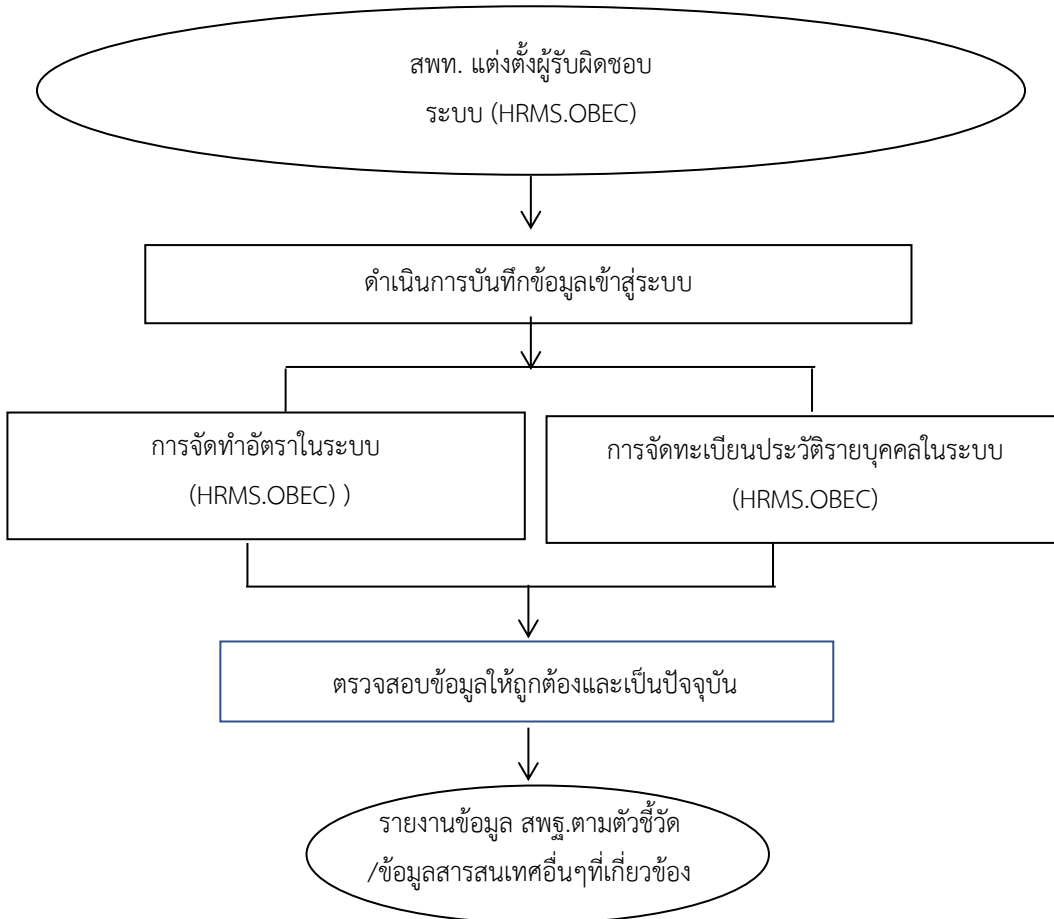 สพท. แต่งตั้งผู้รับผิดชอบ
ระบบ (HRMS.OBEC)
ดำเนินการบันทึกข้อมูลเข้าสู่ระบบ
การจัดทำอัตราในระบบ
(HRMS.OBEC) )
การจัดทะเบียนประวัติรายบุคคลในระบบ
(HRMS.OBEC)
ตรวจสอบข้อมูลให้ถูกต้องและเป็นปัจจุบัน
รายงานข้อมูล สพฐ.ตามตัวชี้วัด
/ข้อมูลสารสนเทศอื่นๆที่เกี่ยวข้อง